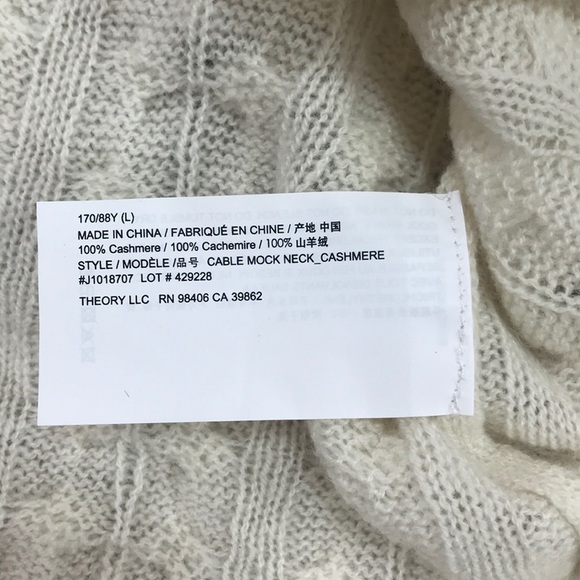 170/88Y (L)
MADE IN CHINA / FABRIQUÉ EN CHINE / 产地 中国
100% Cashmere / 100% Cachemire / 100% 山羊绒
STYLE / MODÈLE /品号 CABLE MOCK NECK_CASHMERE
#J1018707 LOT # 429228
THEORY LLC RN 98406 CA 39862